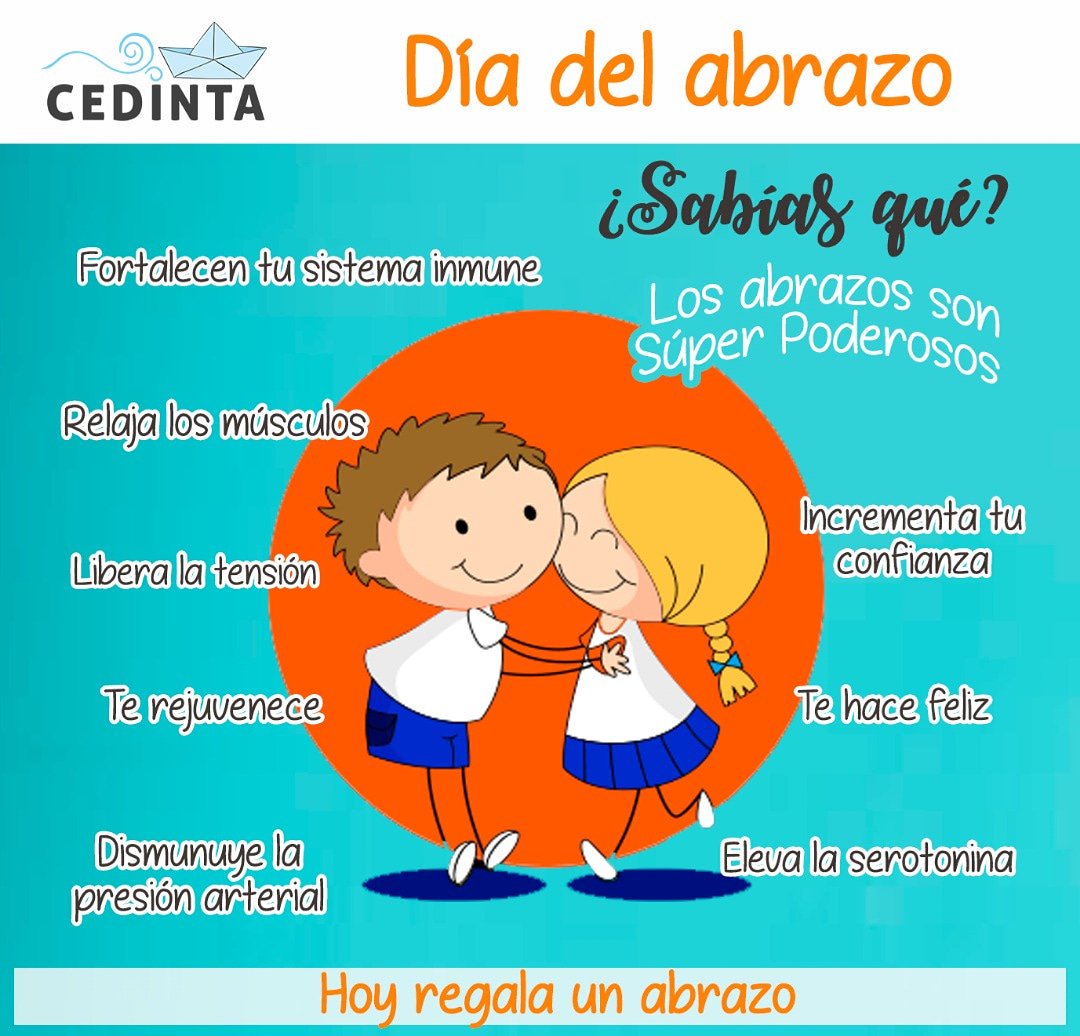 CEDINTA
Día del abrazo
¿Sabías qué?
Los abrazos son
Súper Poderosos
Fortalecen tu sistema inmune
Relaja los músculos
Libera la tensión
Te rejuvenece
Dismunuye la
presión arterial
Incrementa tu
confianza
Te hace feliz
Eleva la serotonina
Hoy regala un abrazo